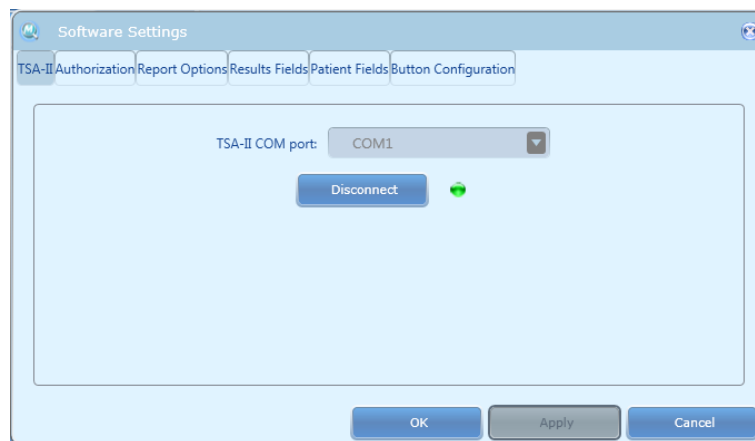 Software Settings
TSA-II Authorization Report Options Results Fields Patient Fields Button Configuration
TSA-II COM port: COM1
Disconnect
OK Apply Cancel